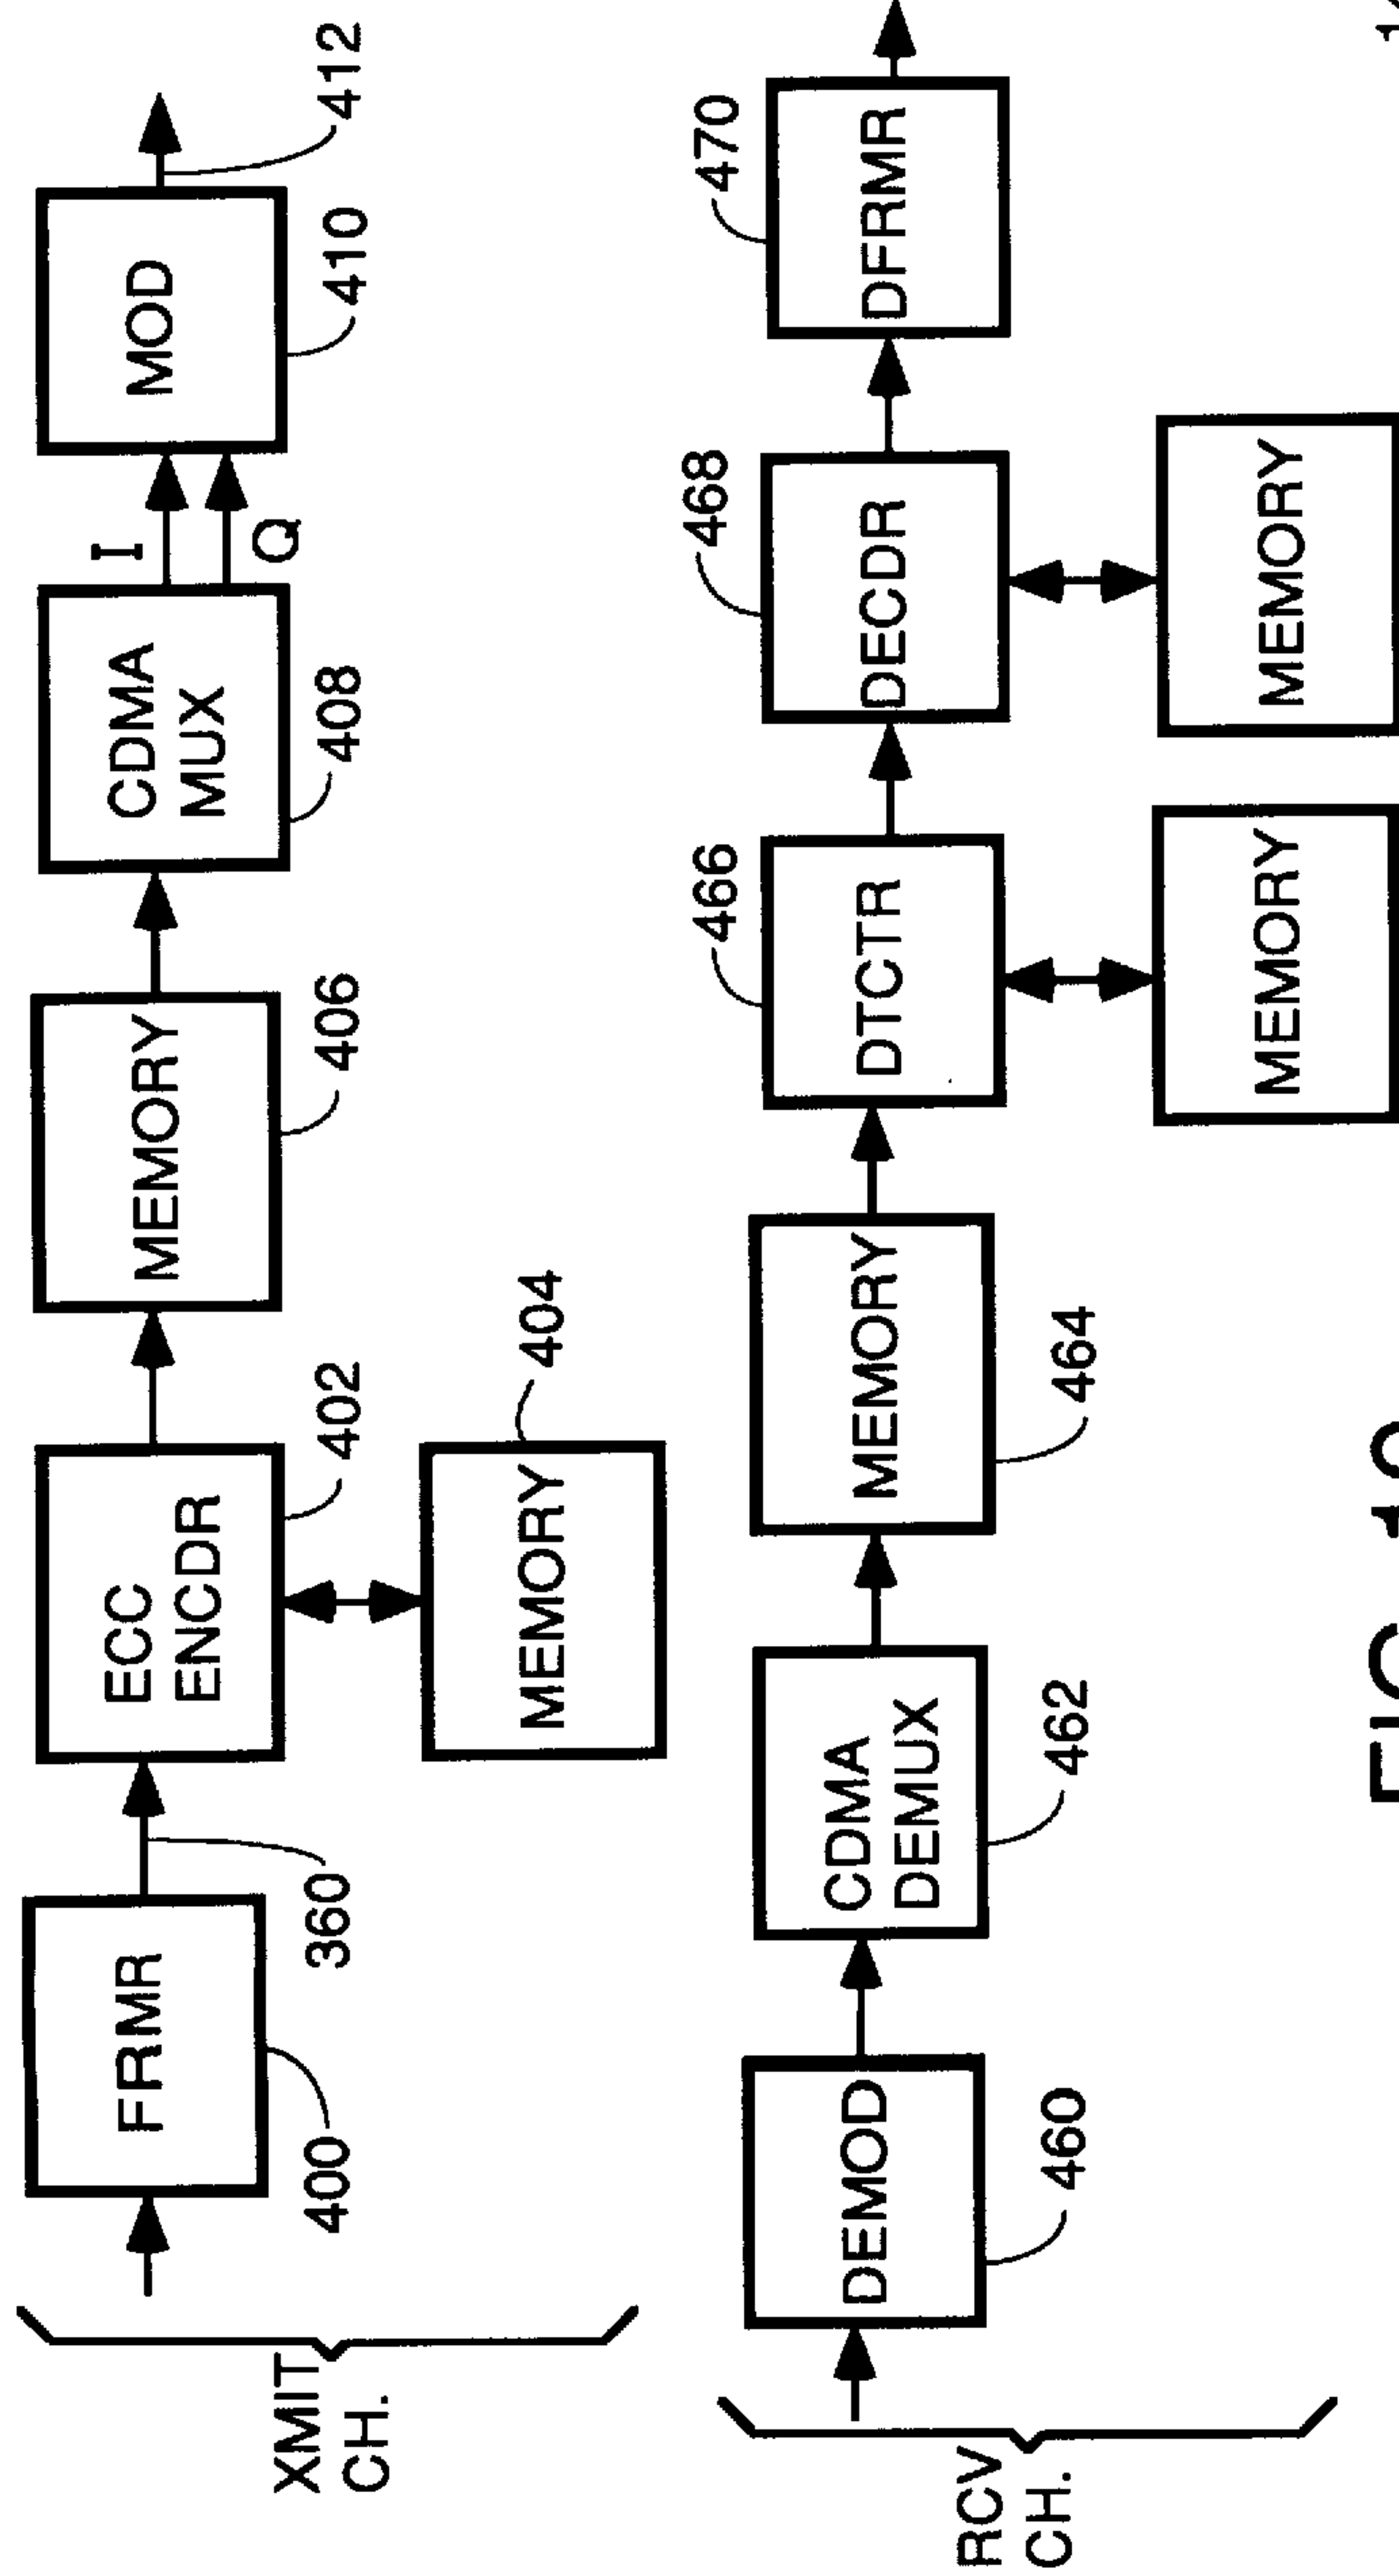 XMIT
CH.
FRMR
400
360
ECC
ENCDR
402
MEMORY
404
MEMORY
406
CDMA
MUX
408
I
Q
MOD
410
412
RCV
CH.
DEMOD
460
CDMA
DEMUX
462
MEMORY
464
DTCTR
466
MEMORY
DECDR
468
MEMORY
DFRMR
470